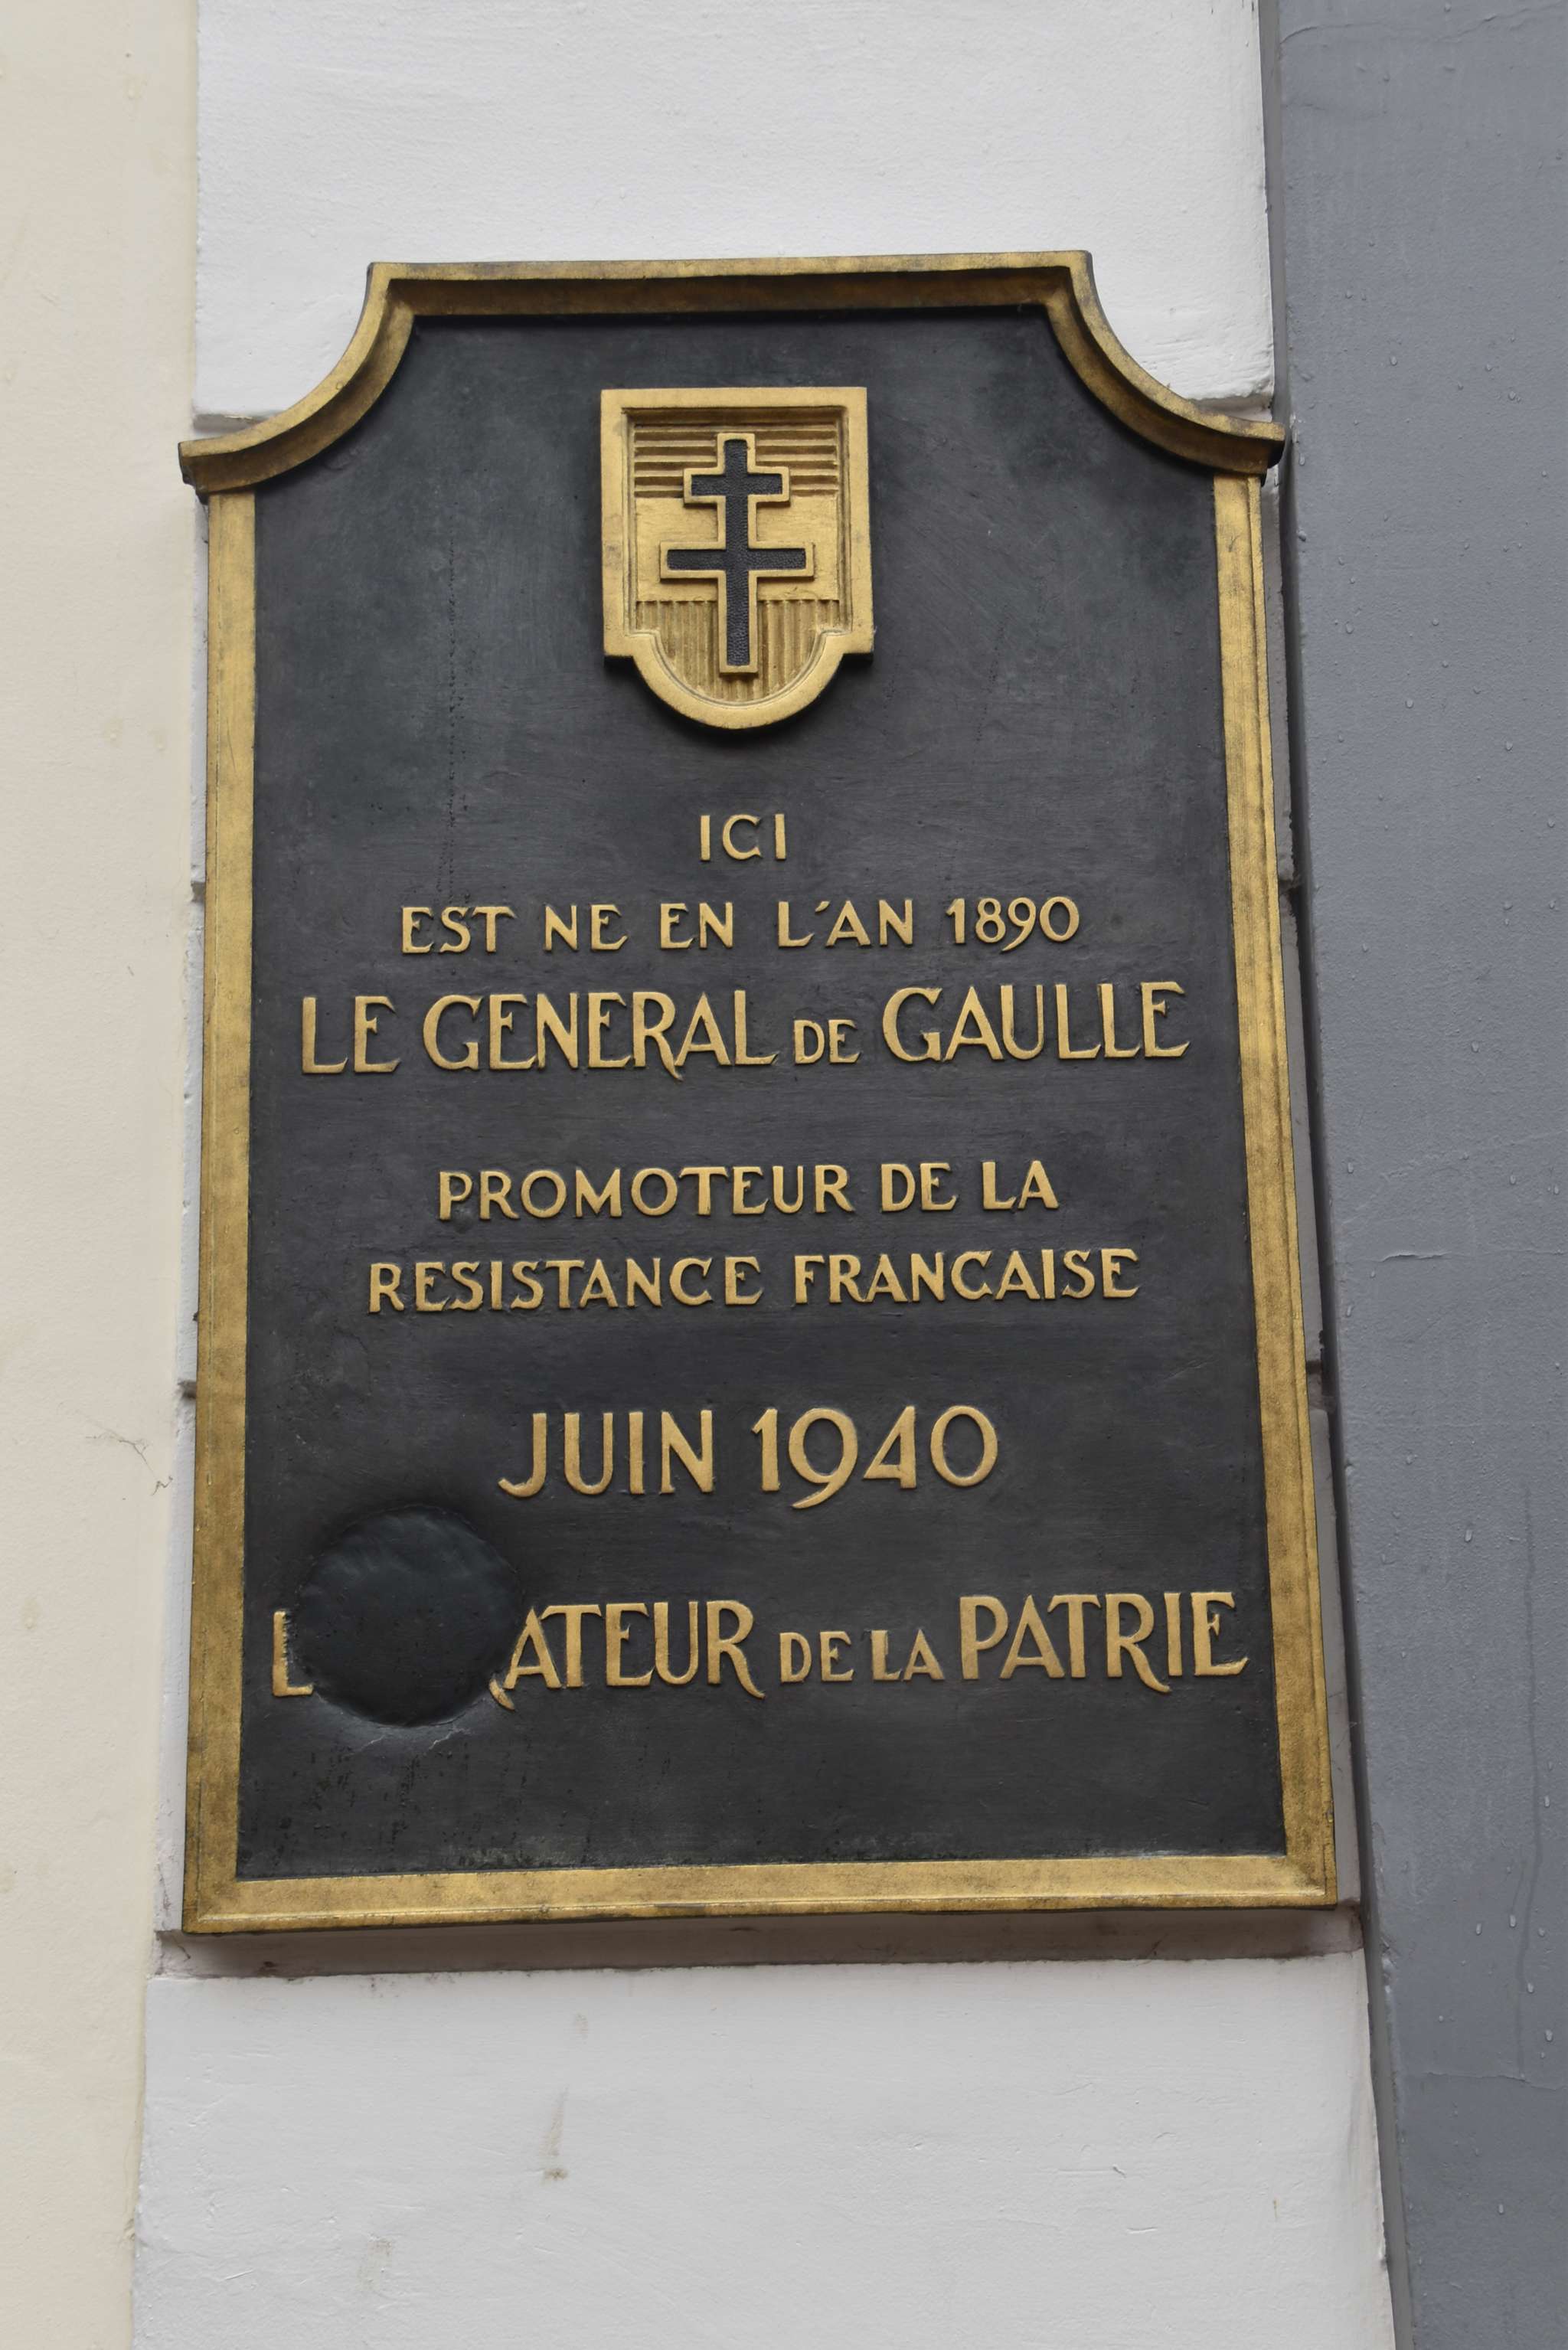 ICI
EST NE EN L'AN 1890
LE GENERAL DE GAULLE
PROMOTEUR DE LA
RESISTANCE FRANCAISE
JUIN 1940
DE LA PATRIE